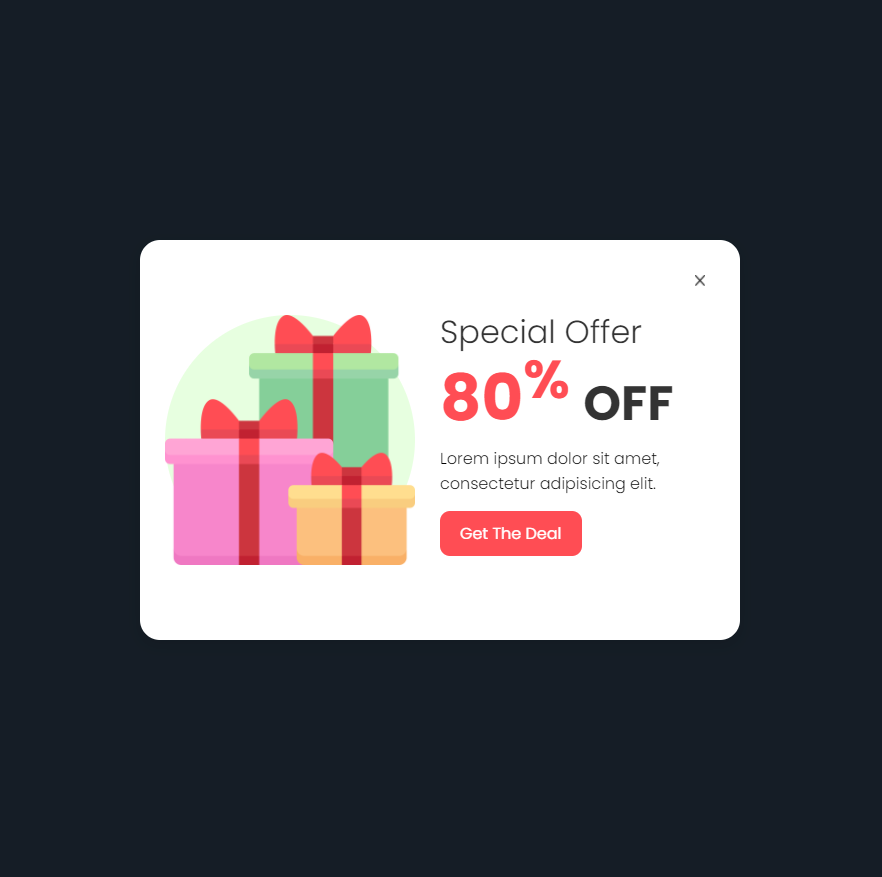 Special Offer
80% OFF
Lorem ipsum dolor sit amet,
consectetur adipisicing elit.
Get The Deal